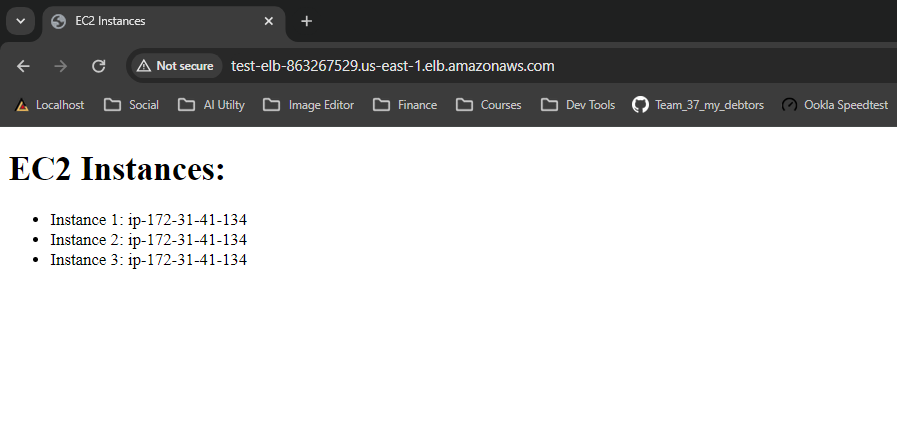 EC2 Instances
Not secure test-elb-863267529.us-east-1.elb.amazonaws.com
Localhost Social AI Utilty Image Editor Finance Courses Dev Tools Team_37_my_debtors Ookla Speedtest
EC2 Instances:
• Instance 1: ip-172-31-41-134
• Instance 2: ip-172-31-41-134
• Instance 3: ip-172-31-41-134